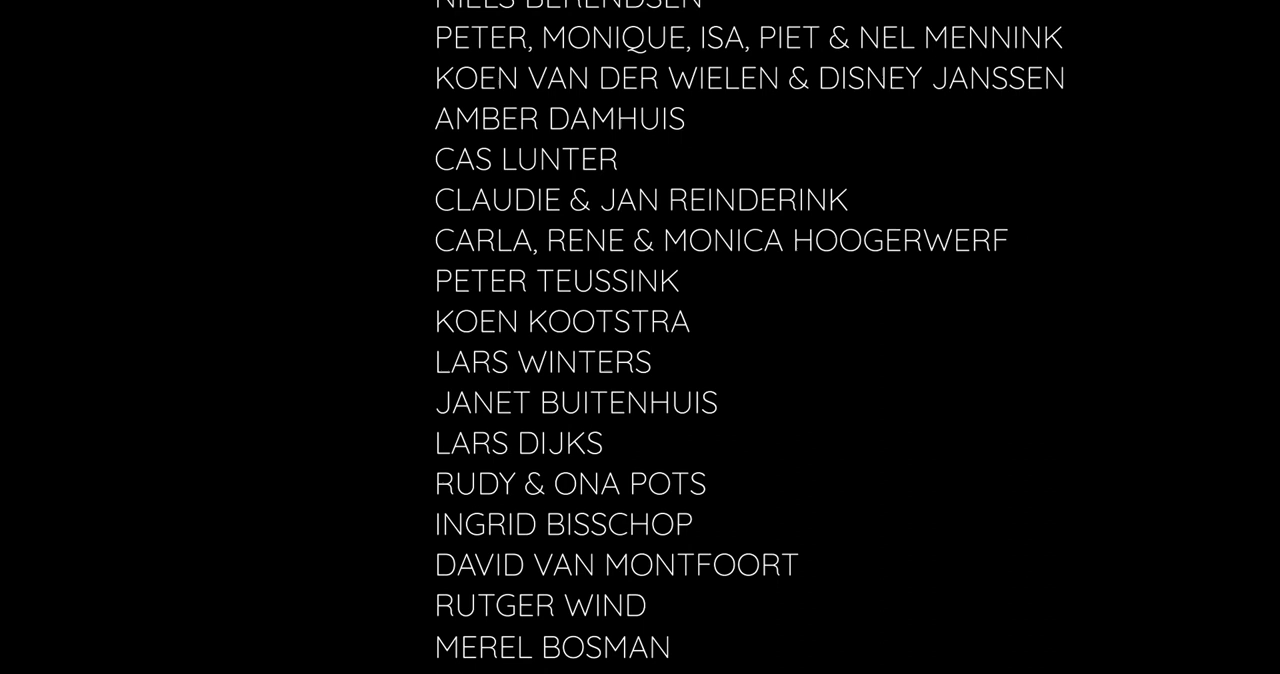 NIELS BERENDSEN
PETER, MONIQUE, ISA, PIET & NEL MENNINK
KOEN VAN DER WIELEN & DISNEY JANSSEN
AMBER DAMHUIS
CAS LUNTER
CLAUDIE & JAN REINDERINK
CARLA, RENE & MONICA HOOGERWERF
PETER TEUSSINK
KOEN KOOTSTRA
LARS WINTERS
JANET BUITENHUIS
LARS DIJKS
RUDY & ONA POTS
INGRID BISSCHOP
DAVID VAN MONTFOORT
RUTGER WIND
MEREL BOSMAN